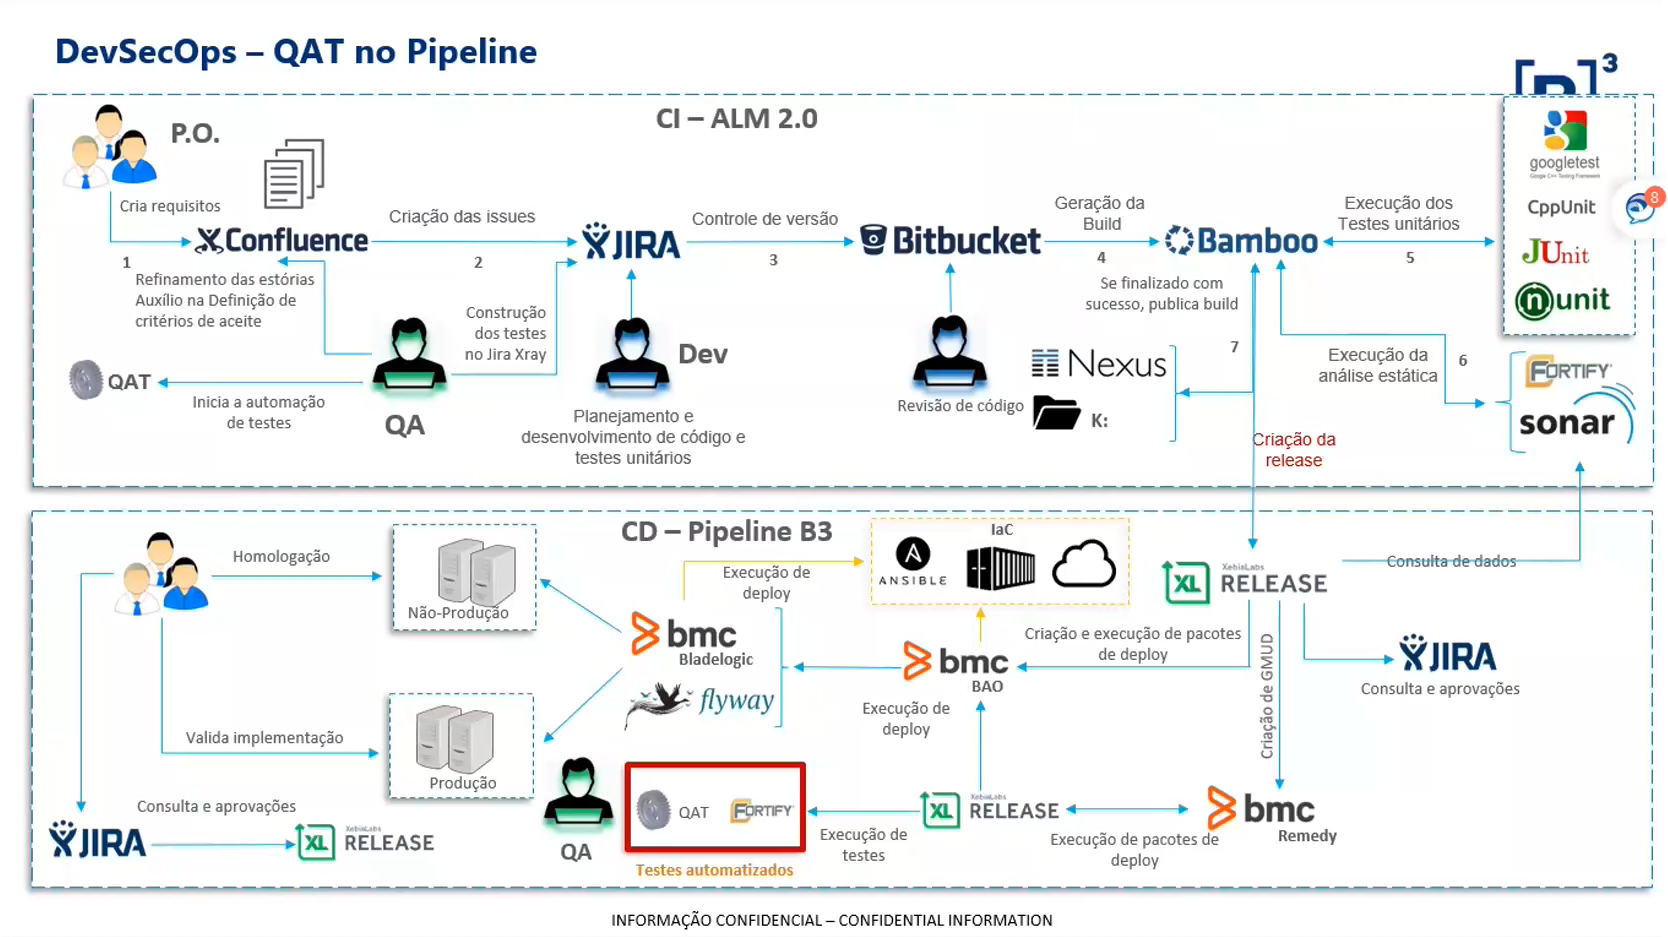 DevSecOps – QAT no Pipeline
3
CI – ALM 2.0
P.O.
Cria requisitos
Confluence
1
Refinamento das estórias
Auxílio na Definição de
critérios de aceite
Criação das issues
2
JIRA
Controle de versão
3
Bitbucket
Geração da
Build
4
Bamboo
Se finalizado com
sucesso, publica build
Execução dos
Testes unitários
5
googletest
Google C++ Testing Framework
CppUnit
JUnit
nunit
8
QAT
Inicia a automação
de testes
QA
Construção
dos testes
no Jira Xray
Dev
Planejamento e
desenvolvimento de código e
testes unitários
Revisão de código
Nexus
K:
7
Execução da
análise estática
6
FORTIFY
sonar
Criação da
release
CD – Pipeline B3
Homologação
Não-Produção
Valida implementação
Produção
Consulta e aprovações
JIRA
XebiaLabs
XL RELEASE
Execução de
deploy
bmc
Bladelogic
flyway
IaC
ANSIBLE
bmc
BAO
Execução de
deploy
Criação e execução de pacotes
de deploy
XebiaLabs
XL RELEASE
Consulta de dados
Criação de GMUD
JIRA
Consulta e aprovações
QA
QAT
FORTIFY
Testes automatizados
Execução de
testes
XebiaLabs
XL RELEASE
Execução de pacotes de
deploy
bmc
Remedy
INFORMAÇÃO CONFIDENCIAL – CONFIDENTIAL INFORMATION